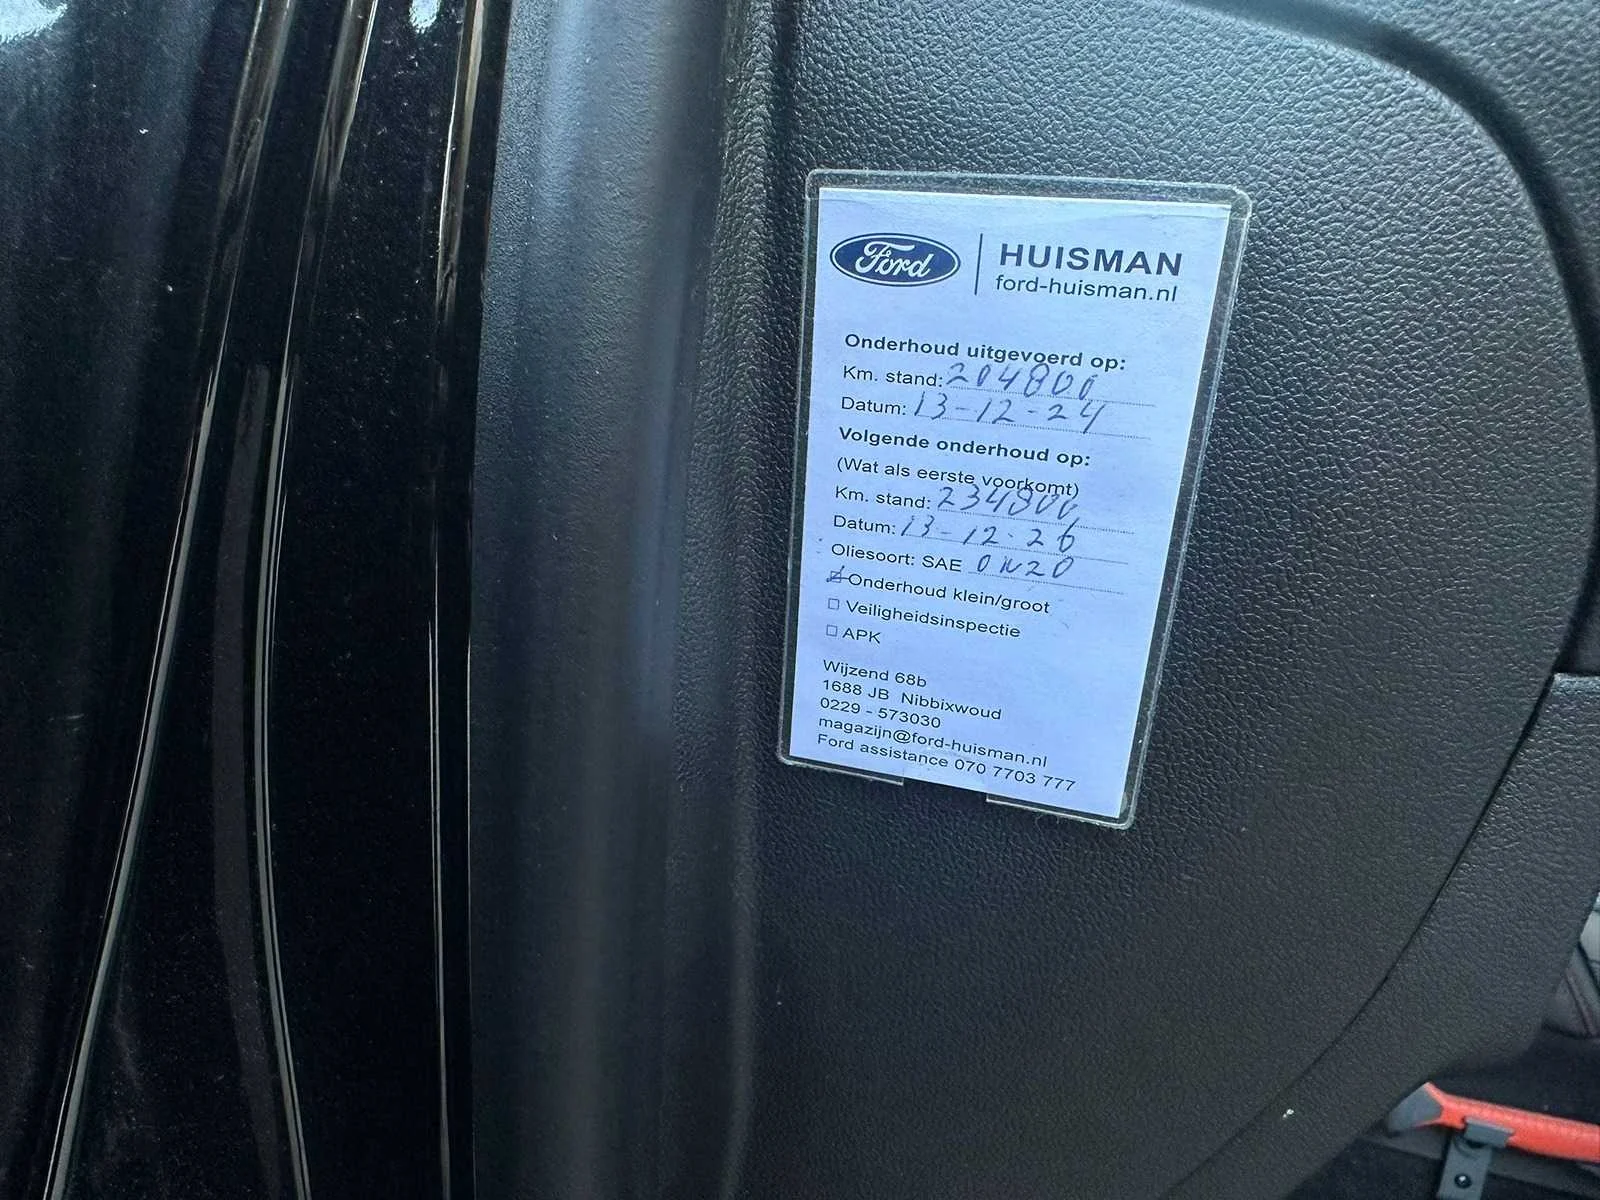 Ford HUISMAN
ford-huisman.nl
Onderhoud uitgevoerd op:
Km. stand: 204800
Datum: 13-12-24
Volgende onderhoud op:
(Wat als eerste voorkomt)
Km. stand: 234800
Datum: 13-12-26
Oliesoort: SAE 0W20
Onderhoud klein/groot
Veiligheidsinspectie
APK
Wijzend 68b
1688 JB Nibbixwoud
0229 - 573030
magazijn@ford-huisman.nl
Ford assistance 070 7703 777